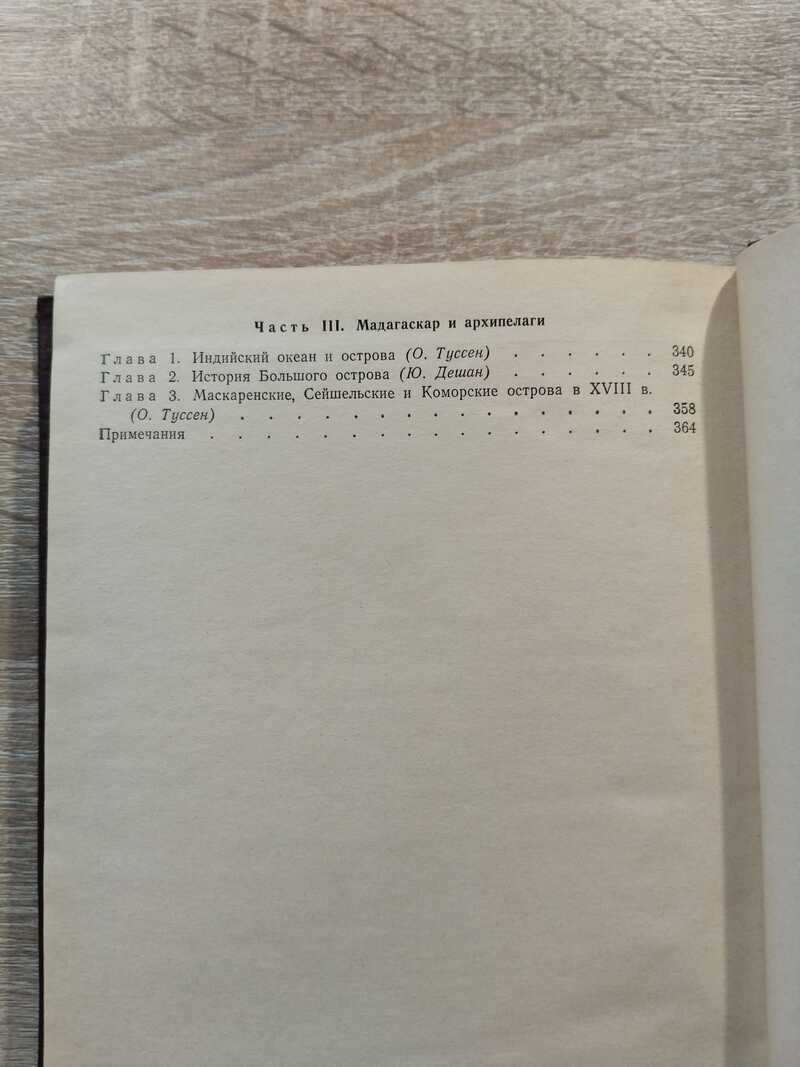 Часть III. Мадагаскар и архипелаги
Глава 1. Индийский океан и острова (О. Туссен) . . . . . . . 340
Глава 2. История Большого острова (Ю. Дешан) . . . . . . . 345
Глава 3. Маскаренские, Сейшельские и Коморские острова в XVIII в.
(О. Туссен) . . . . . . . . . . . . . . . . 358
Примечания . . . . . . . . . . . . . . . . . 364